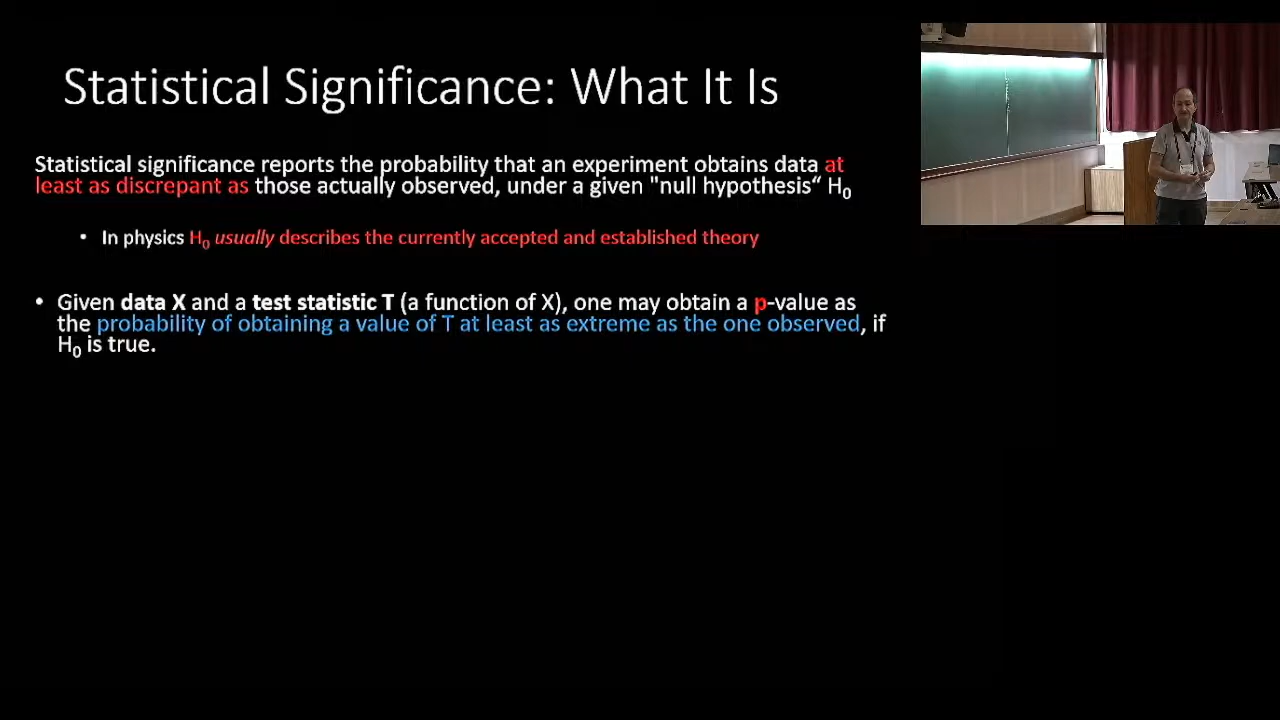 Statistical Significance: What It Is
Statistical significance reports the probability that an experiment obtains data at
least as discrepant as those actually observed, under a given "null hypothesis“ H0
• In physics H0 usually describes the currently accepted and established theory
• Given data X and a test statistic T (a function of X), one may obtain a p-value as
the probability of obtaining a value of T at least as extreme as the one observed, if
H0 is true.